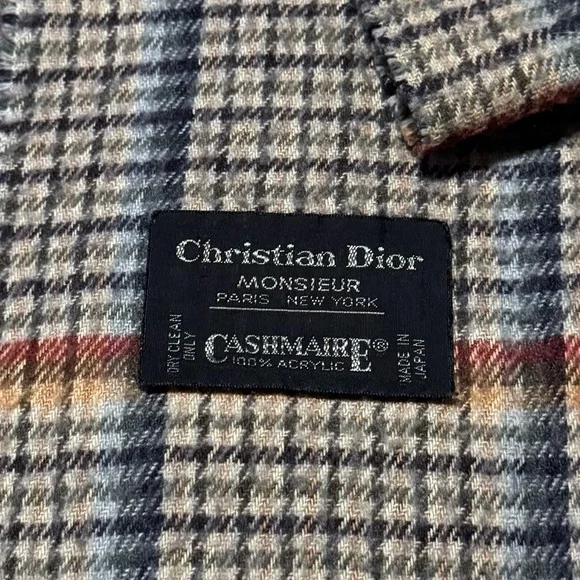 Christian Dior
MONSIEUR
PARIS NEW YORK
DRY CLEAN
ONLY
CASHMAIRE®
100% ACRYLIC
MADE IN
JAPAN